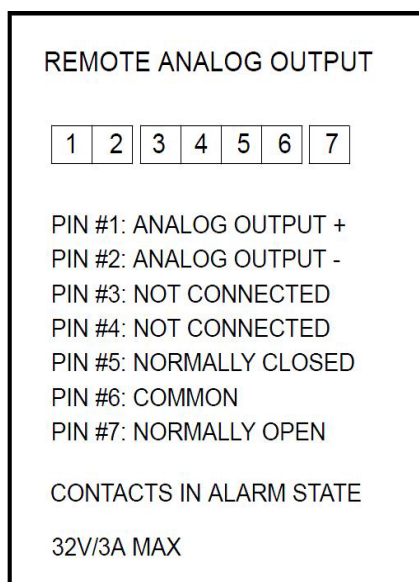 REMOTE ANALOG OUTPUT
1 2 3 4 5 6 7
PIN #1: ANALOG OUTPUT +
PIN #2: ANALOG OUTPUT -
PIN #3: NOT CONNECTED
PIN #4: NOT CONNECTED
PIN #5: NORMALLY CLOSED
PIN #6: COMMON
PIN #7: NORMALLY OPEN
CONTACTS IN ALARM STATE
32V/3A MAX